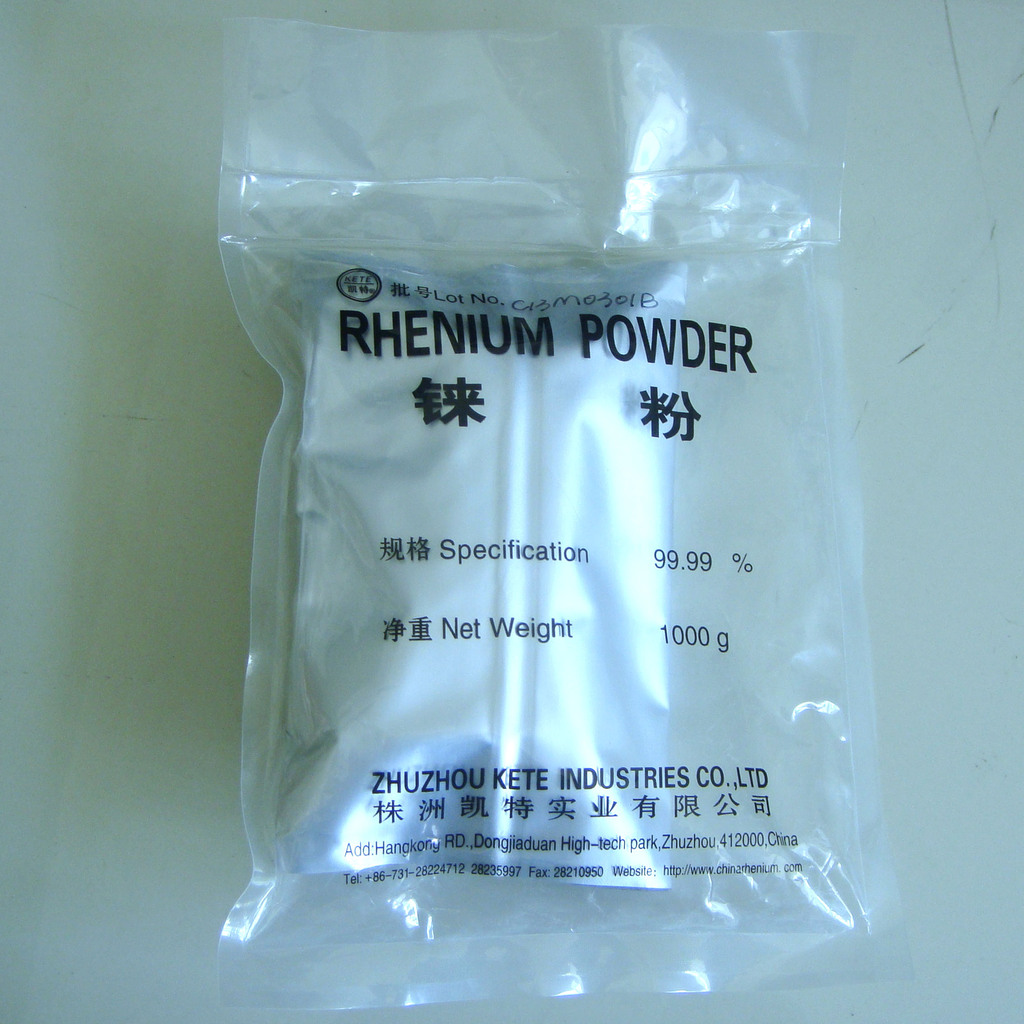 KETE
凯特
批号Lot No. G13M0301B
RHENIUM POWDER
铼 粉
规格 Specification 99.99 %
净重 Net Weight 1000 g
ZHUZHOU KETE INDUSTRIES CO.,LTD
株洲凯特实业有限公司
Add:Hangkong RD.,Dongjiaduan High-tech park,Zhuzhou,412000,China
Tel:+86-731-28224712 28235997 Fax: 28210950 Website: http://www.chinarhenium.com